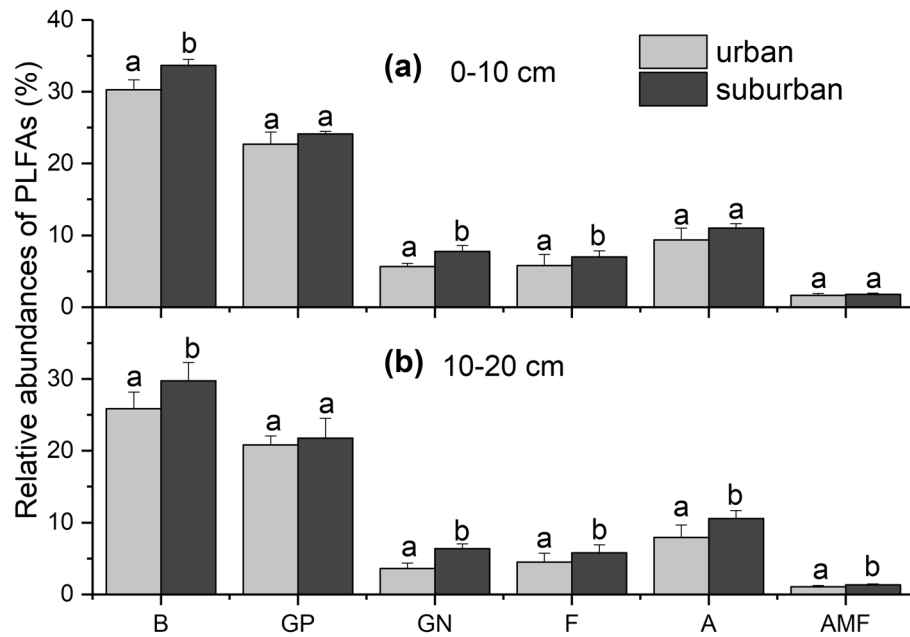 Relative abundances of PLFAs (%)
40
30
20
10
0
(a) 0-10 cm
urban
suburban
a b a a a b a b a a a a
30
20
10
0
(b) 10-20 cm
a b a a a b a b a b a b
B GP GN F A AMF